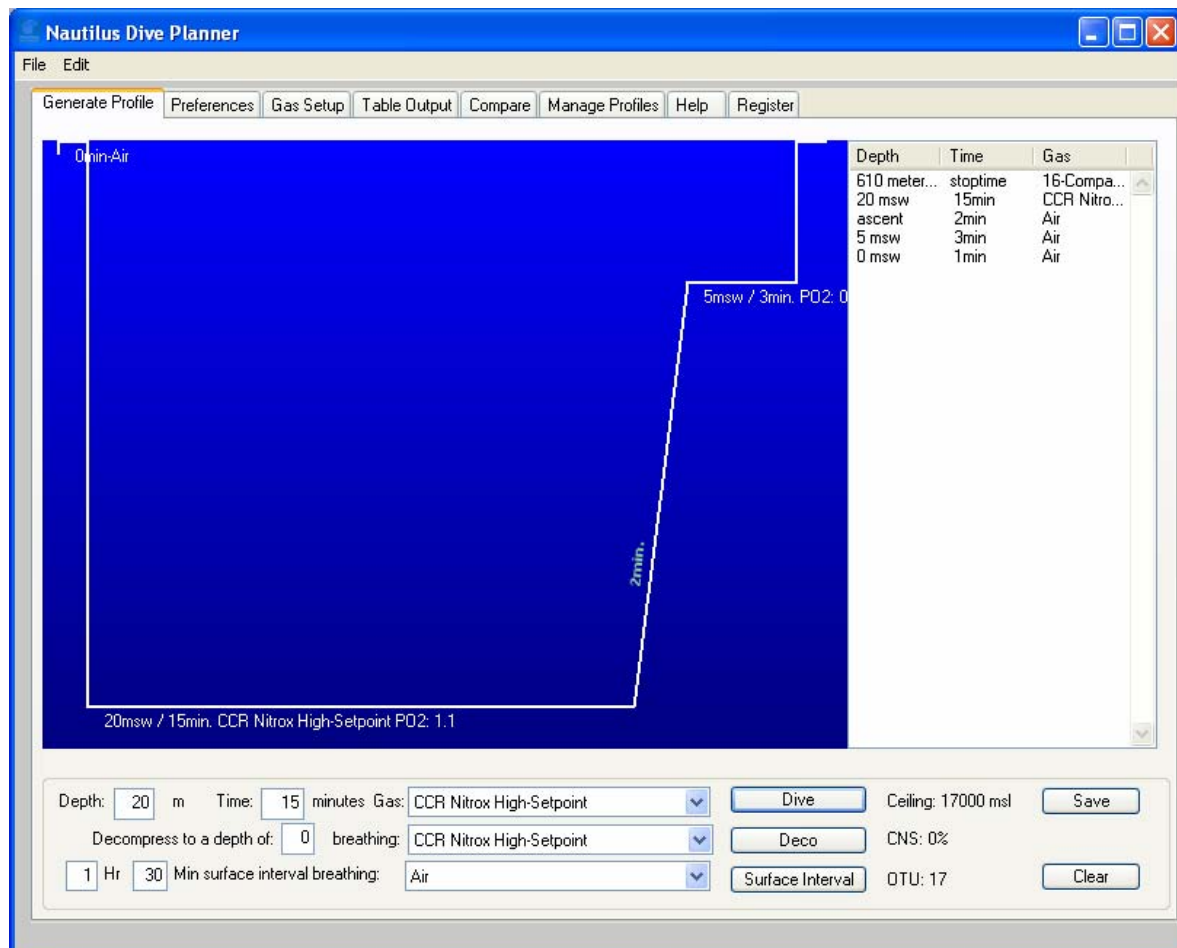 Nautilus Dive Planner
File Edit
Generate Profile Preferences Gas Setup Table Output Compare Manage Profiles Help Register
0min-Air
5msw / 3min. PO2: 0
2min.
20msw / 15min. CCR Nitrox High-Setpoint PO2: 1.1
Depth Time Gas
610 meter... stoptime 16-Compa...
20 msw 15min CCR Nitro...
ascent 2min Air
5 msw 3min Air
0 msw 1min Air
Depth: 20 m Time: 15 minutes Gas: CCR Nitrox High-Setpoint Dive Ceiling: 17000 msl Save
Decompress to a depth of: 0 breathing: CCR Nitrox High-Setpoint Deco CNS: 0%
1 Hr 30 Min surface interval breathing: Air Surface Interval OTU: 17 Clear